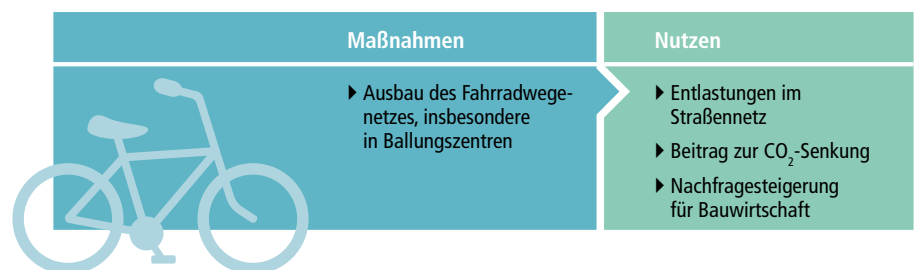 Maßnahmen
▸ Ausbau des Fahrradwege-
netzes, insbesondere
in Ballungszentren
Nutzen
▸ Entlastungen im
Straßennetz
▸ Beitrag zur CO₂-Senkung
▸ Nachfragesteigerung
für Bauwirtschaft